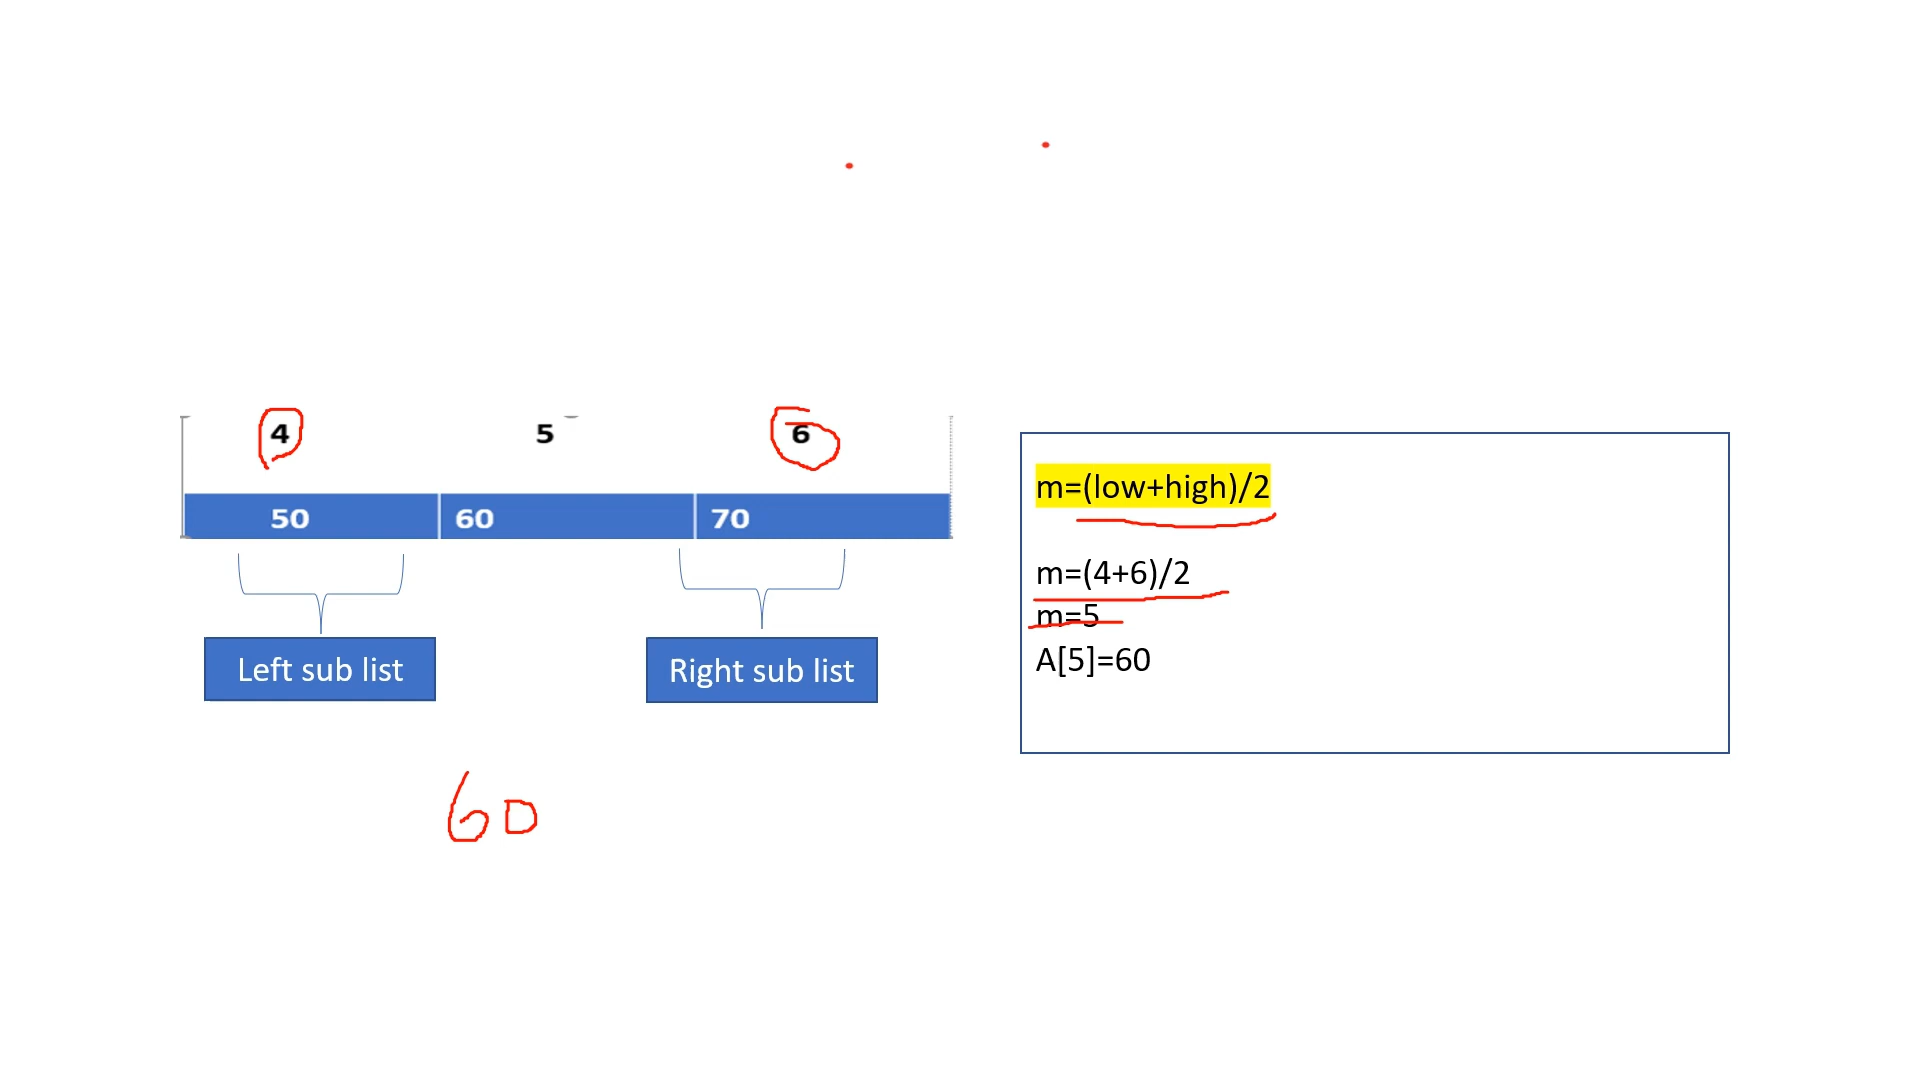 4 5 6
50 60 70
Left sub list
Right sub list
60
m=(low+high)/2
m=(4+6)/2
m=5
A[5]=60